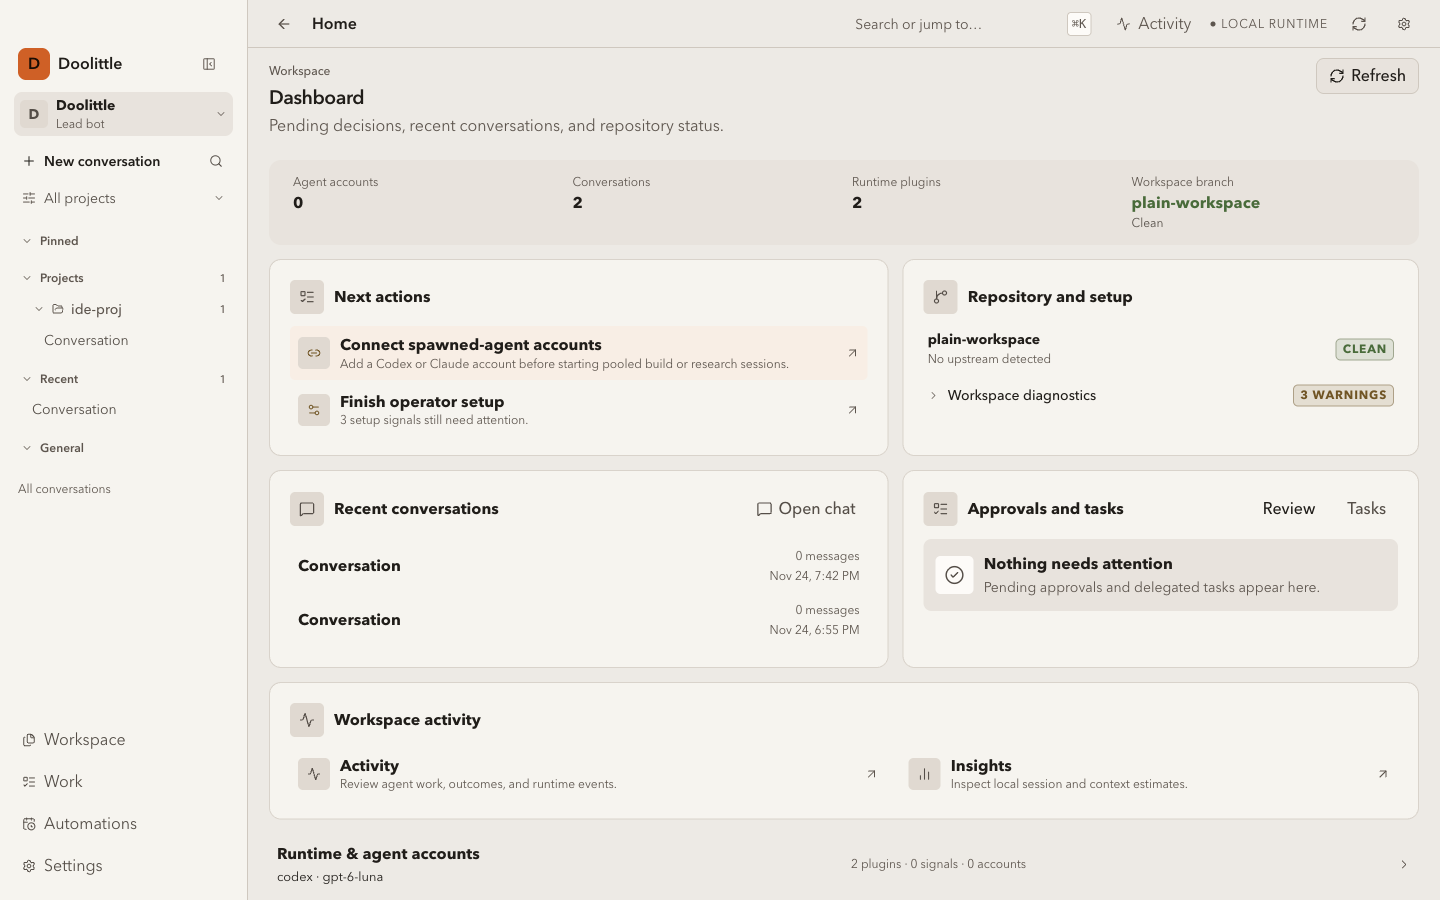 D Doolittle
D Doolittle
Lead bot
New conversation
All projects
Pinned
Projects 1
ide-proj 1
Conversation
Recent 1
Conversation
General
All conversations
Workspace
Work
Automations
Settings
Home
Search or jump to…
⌘K
Activity
• LOCAL RUNTIME
Workspace
Dashboard
Pending decisions, recent conversations, and repository status.
Refresh
Agent accounts
0
Conversations
2
Runtime plugins
2
Workspace branch
plain-workspace
Clean
Next actions
Connect spawned-agent accounts
Add a Codex or Claude account before starting pooled build or research sessions.
Finish operator setup
3 setup signals still need attention.
Repository and setup
plain-workspace
No upstream detected
CLEAN
Workspace diagnostics
3 WARNINGS
Recent conversations
Open chat
Conversation
0 messages
Nov 24, 7:42 PM
Conversation
0 messages
Nov 24, 6:55 PM
Approvals and tasks
Review
Tasks
Nothing needs attention
Pending approvals and delegated tasks appear here.
Workspace activity
Activity
Review agent work, outcomes, and runtime events.
Insights
Inspect local session and context estimates.
Runtime & agent accounts
codex · gpt-6-luna
2 plugins · 0 signals · 0 accounts